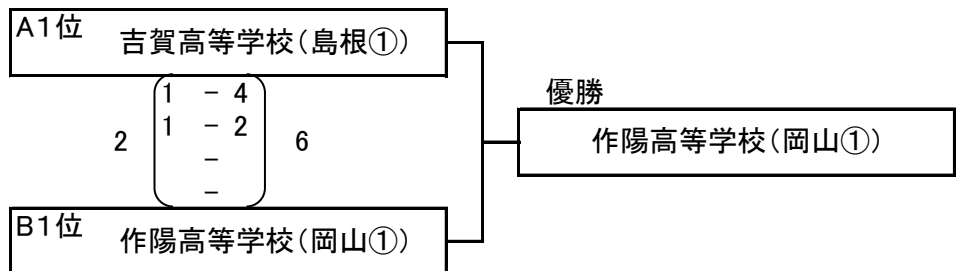 A1位 吉賀高等学校(島根①)
1 - 4
2 1 - 2 6
-
-
B1位 作陽高等学校(岡山①)
優勝
作陽高等学校(岡山①)